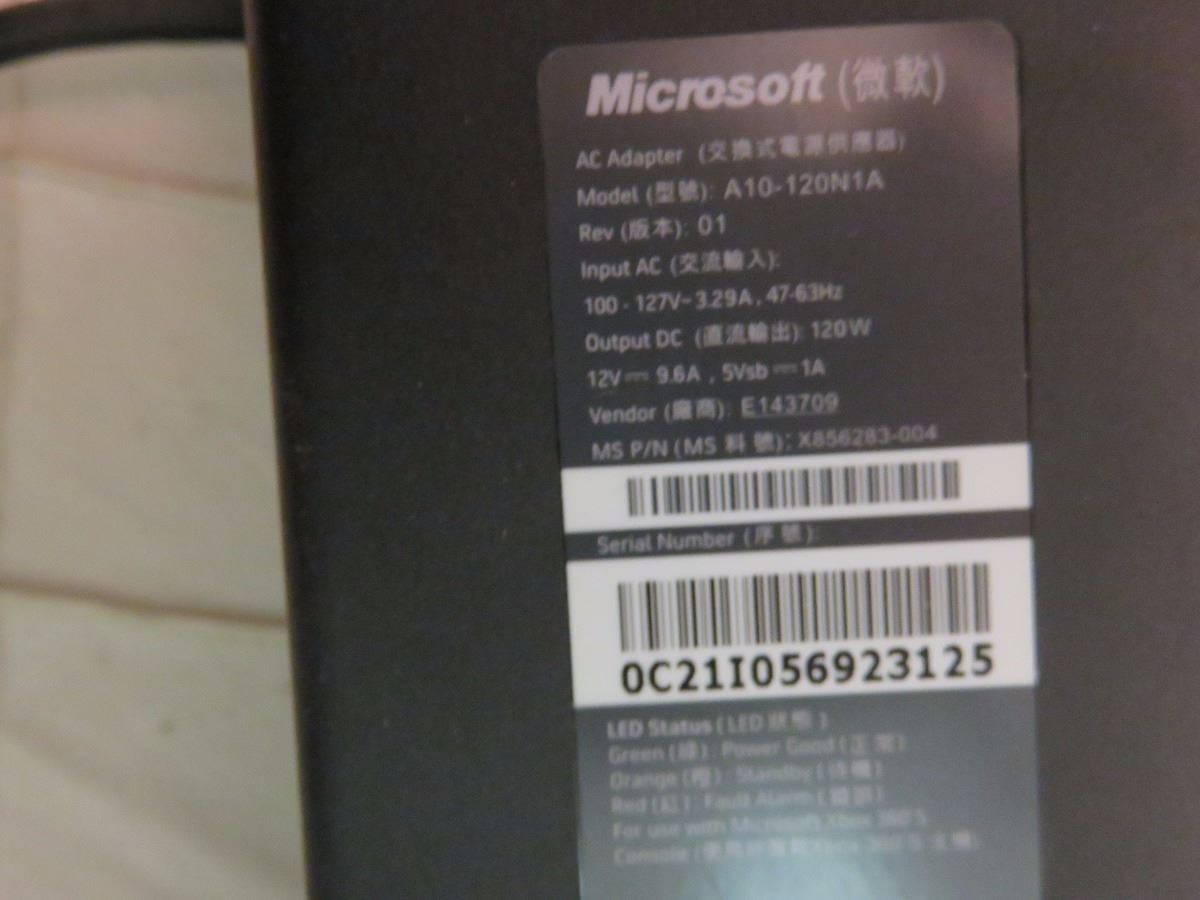 Microsoft (微軟)
AC Adapter (交換式電源供應器)
Model (型號): A10-120N1A
Rev (版本): 01
Input AC (交流輸入):
100 - 127V~ 3.29A, 47-63Hz
Output DC (直流輸出): 120W
12V⎓ 9.6A , 5Vsb ⎓ 1A
Vendor (廠商): E143709
MS P/N (MS 料 號): X856283-004
Serial Number (序 號):
0C21I056923125
LED Status (LED 狀態)
Green (綠): Power Good (正 常)
Orange (橙): Standby (待機)
Red (紅): Fault Alarm
For use with Microsoft Xbox 360 S
Console